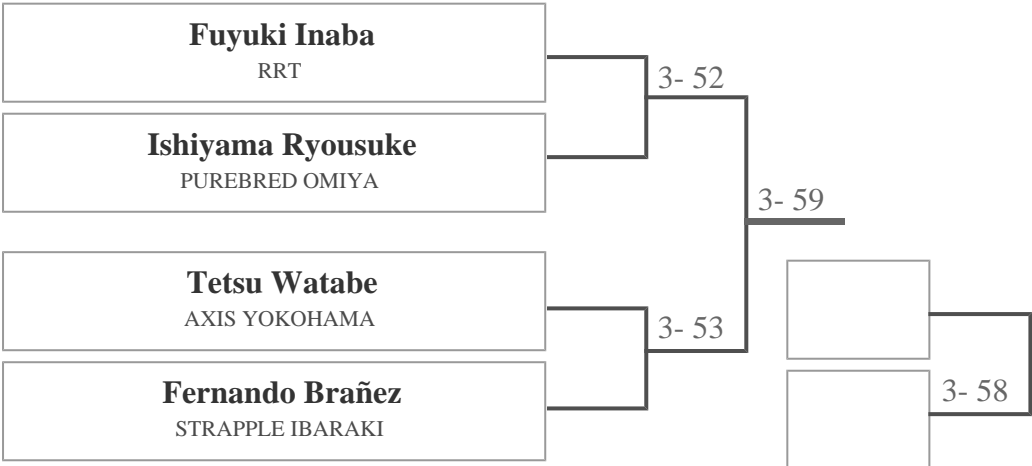 Fuyuki Inaba
RRT
3- 52
Ishiyama Ryousuke
PUREBRED OMIYA
3- 59
Tetsu Watabe
AXIS YOKOHAMA
3- 53
Fernando Brañez
STRAPPLE IBARAKI
3- 58